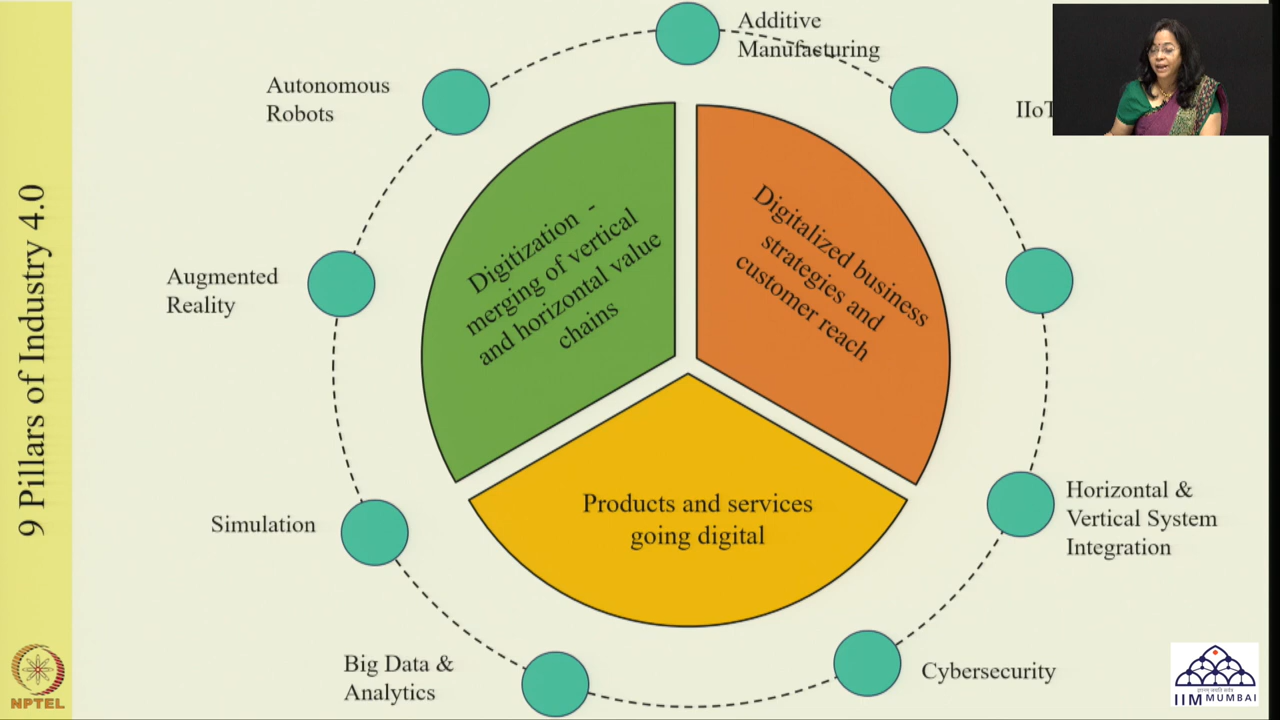 9 Pillars of Industry 4.0
Additive
Manufacturing
IIoT
Autonomous
Robots
Augmented
Reality
Simulation
Big Data &
Analytics
Cybersecurity
Horizontal &
Vertical System
Integration
Digitization -
merging of vertical
and horizontal value
chains
Digitalized business
strategies and
customer reach
Products and services
going digital
NPTEL
IIM MUMBAI